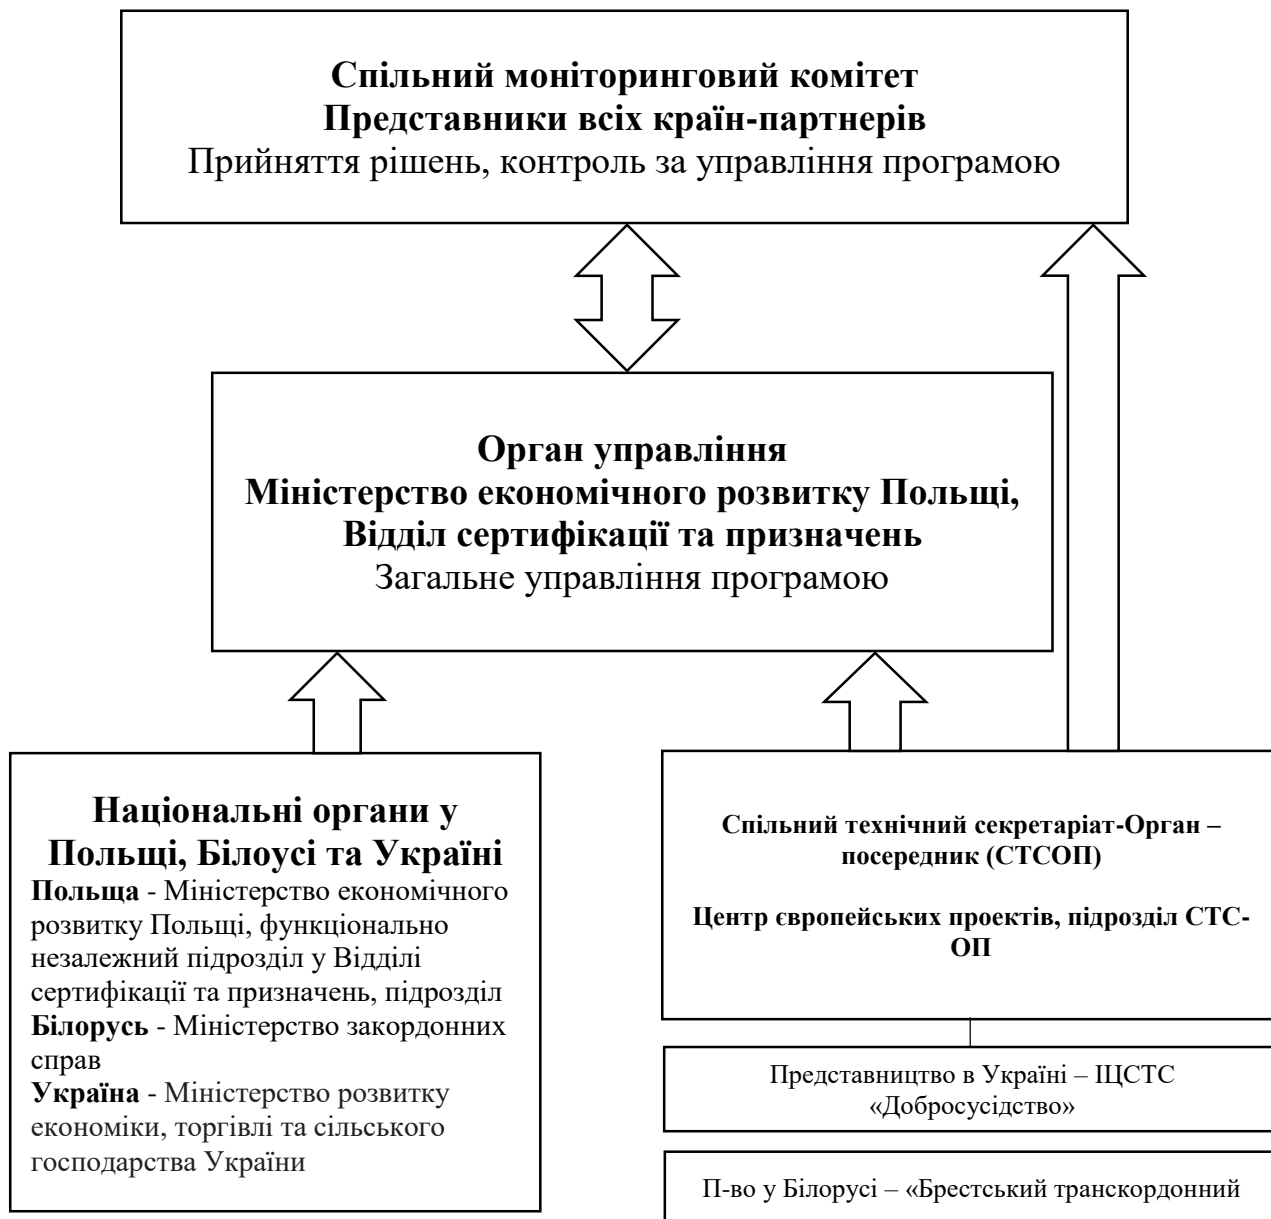 Спільний моніторинговий комітет
Представники всіх країн-партнерів
Прийняття рішень, контроль за управління програмою
Орган управління
Міністерство економічного розвитку Польщі,
Відділ сертифікації та призначень
Загальне управління програмою
Національні органи у
Польщі, Білоусі та Україні
Польща - Міністерство економічного
розвитку Польщі, функціонально
незалежний підрозділ у Відділі
сертифікації та призначень, підрозділ
Білорусь - Міністерство закордонних
справ
Україна - Міністерство розвитку
економіки, торгівлі та сільського
господарства України
Спільний технічний секретаріат-Орган –
посередник (СТСОП)
Центр європейських проектів, підрозділ СТС-
ОП
Представництво в Україні – ІЦСТС
«Добросусідство»
П-во у Білорусі – «Брестський транскордонний